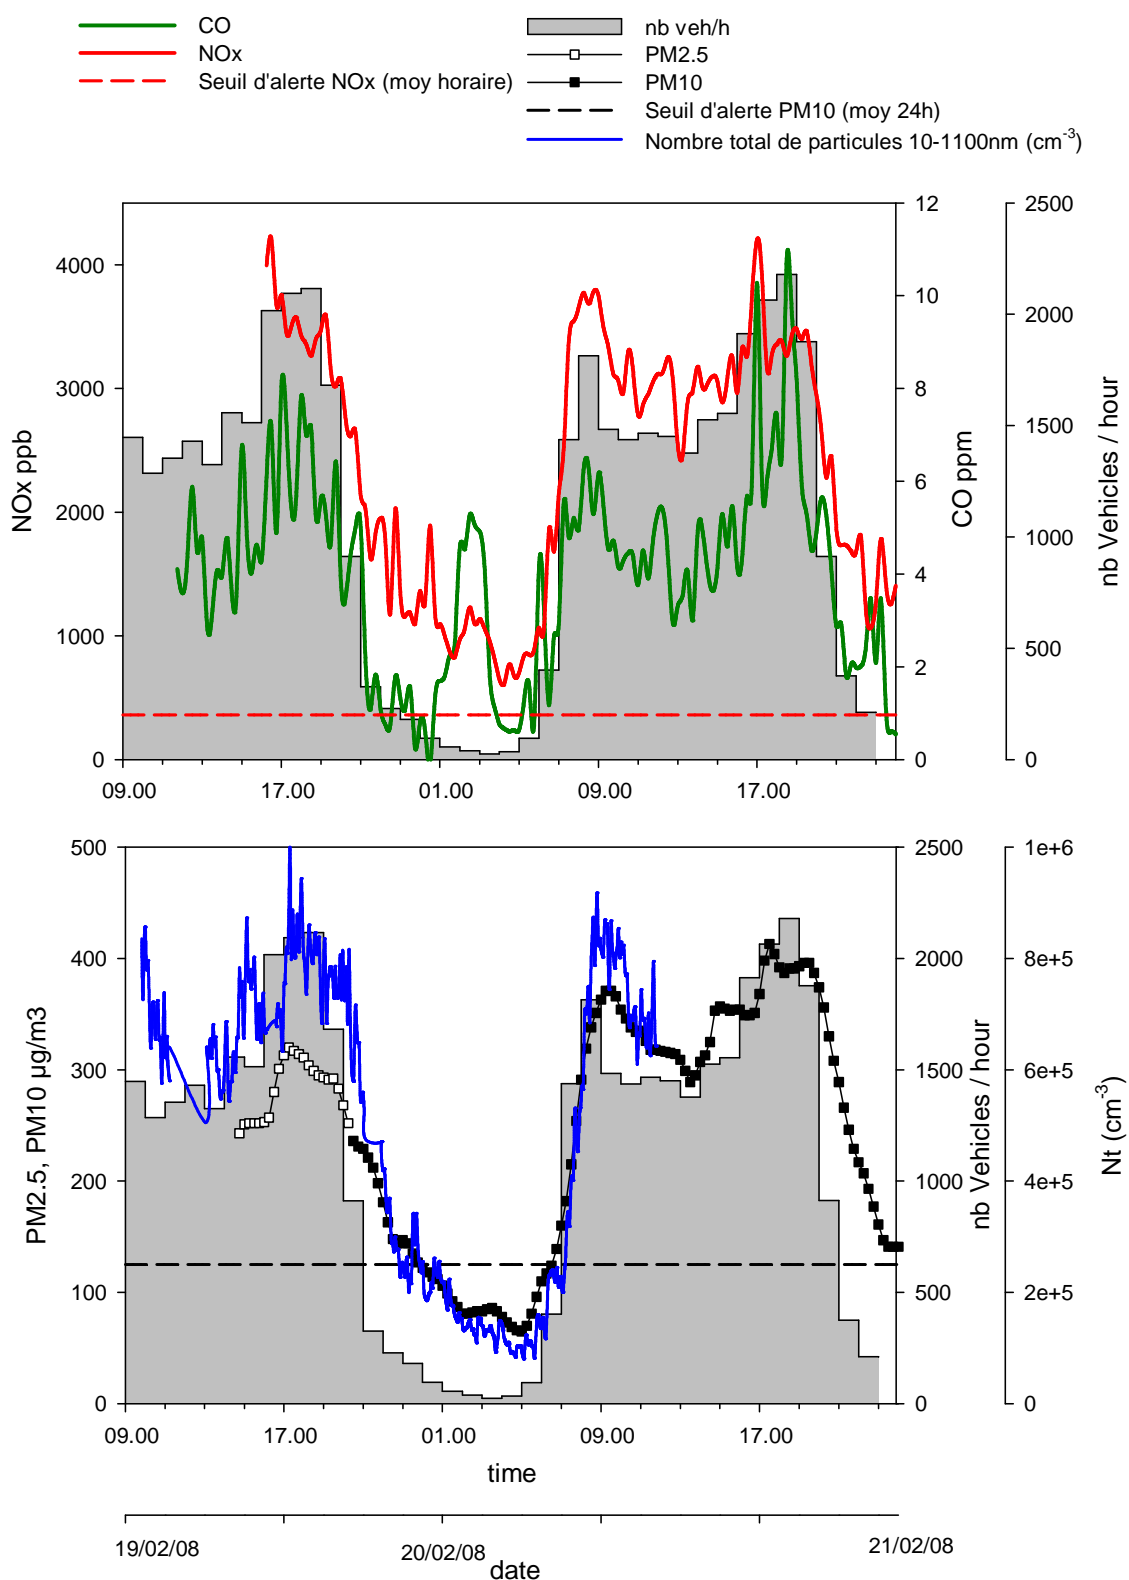 CO
NOx
Seuil d'alerte NOx (moy horaire)
nb veh/h
PM2.5
PM10
Seuil d'alerte PM10 (moy 24h)
Nombre total de particules 10-1100nm (cm-3)
NOx ppb
4000
3000
2000
1000
0
CO ppm
12
10
8
6
4
2
0
nb Vehicles / hour
2500
2000
1500
1000
500
0
09.00 17.00 01.00 09.00 17.00
PM2.5, PM10 µg/m3
500
400
300
200
100
0
nb Vehicles / hour
2500
2000
1500
1000
500
0
Nt (cm-3)
1e+6
8e+5
6e+5
4e+5
2e+5
0
09.00 17.00 01.00 09.00 17.00
time
19/02/08 20/02/08 21/02/08
date